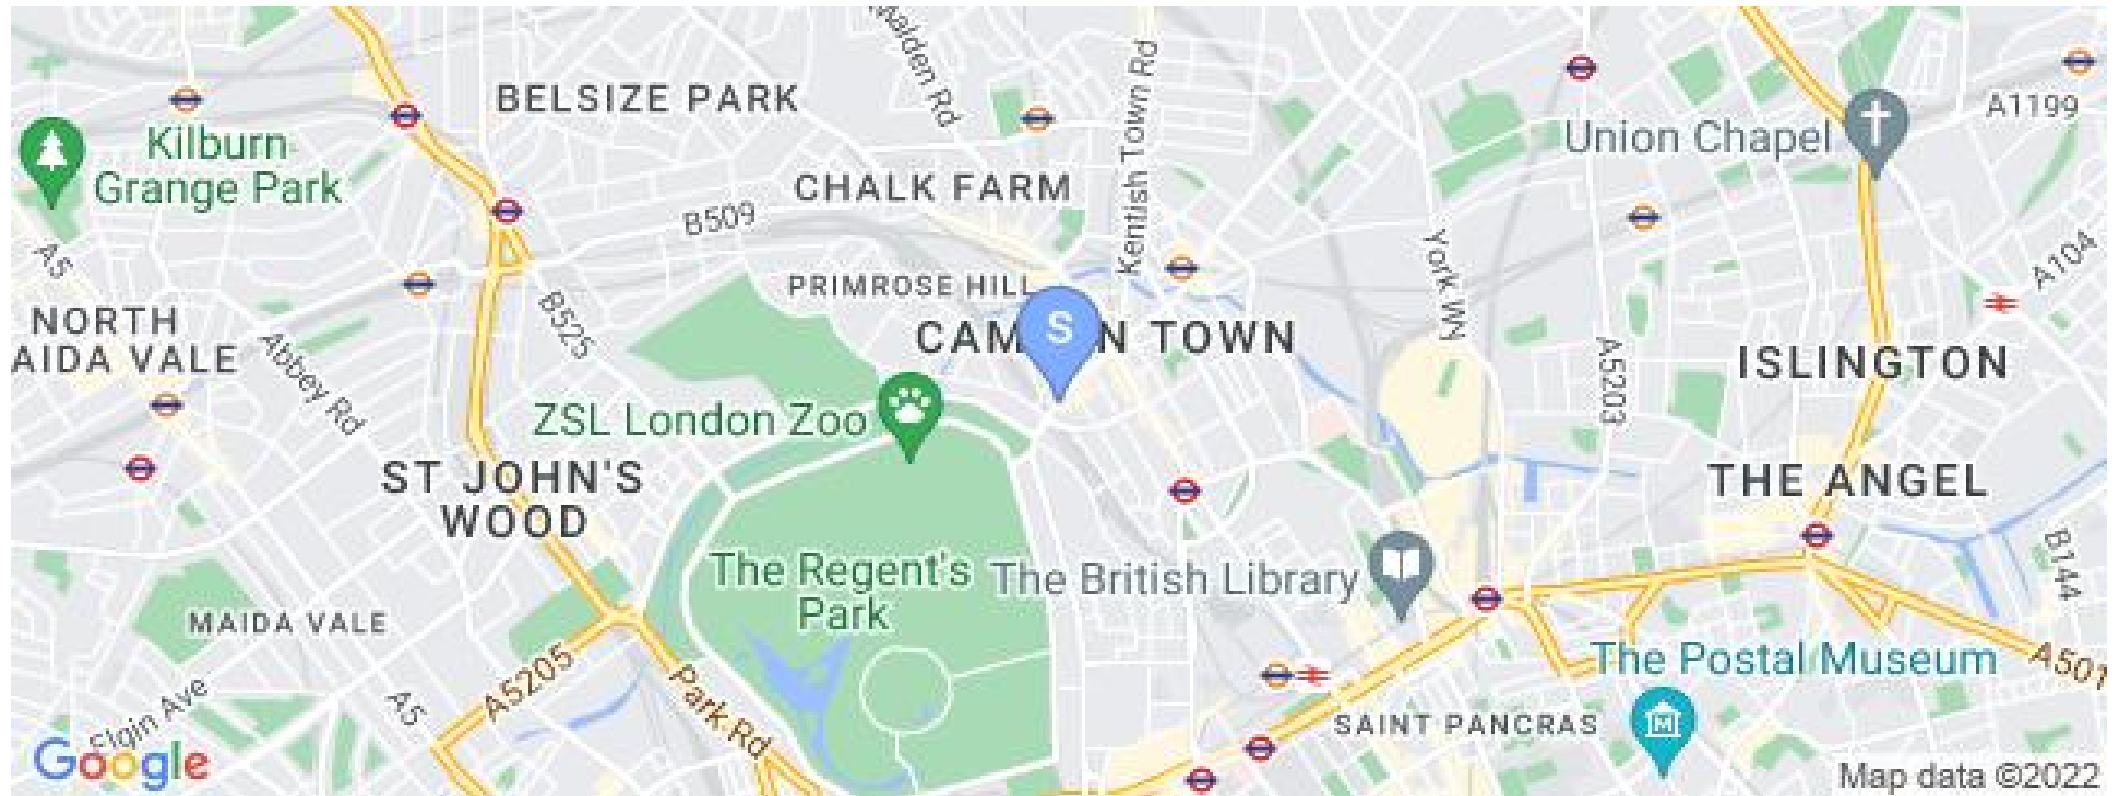 Malden Rd
BELSIZE PARK
Kentish Town Rd
A1199
Union Chapel
Kilburn
Grange Park
CHALK FARM
B509
York Wy
A5
A104
PRIMROSE HILL
S
B525
NORTH
AIDA VALE
Abbey Rd
CAM N TOWN
A5203
ISLINGTON
ZSL London Zoo
ST JOHN'S
WOOD
THE ANGEL
B144
The Regent's
Park
The British Library
MAIDA VALE
A5205
The Postal Museum
A501
A5
Park Rd
Elgin Ave
SAINT PANCRAS
M
Google
Map data ©2022